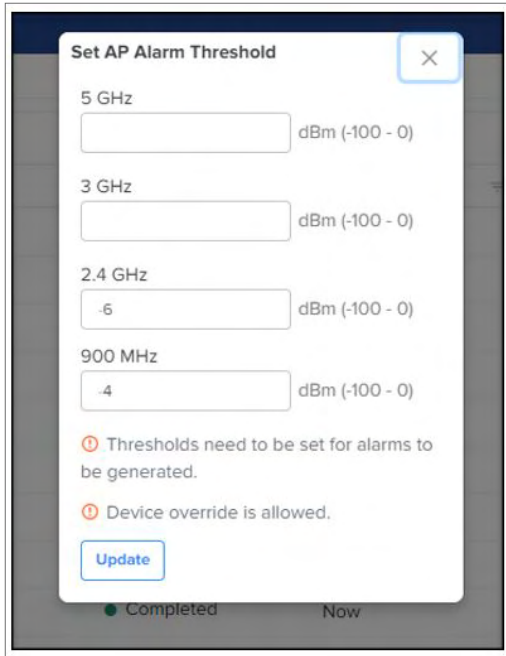 Set AP Alarm Threshold
5 GHz
dBm (-100 - 0)
3 GHz
dBm (-100 - 0)
2.4 GHz
-6 dBm (-100 - 0)
900 MHz
-4 dBm (-100 - 0)
Thresholds need to be set for alarms to
be generated.
Device override is allowed.
Update
Completed Now